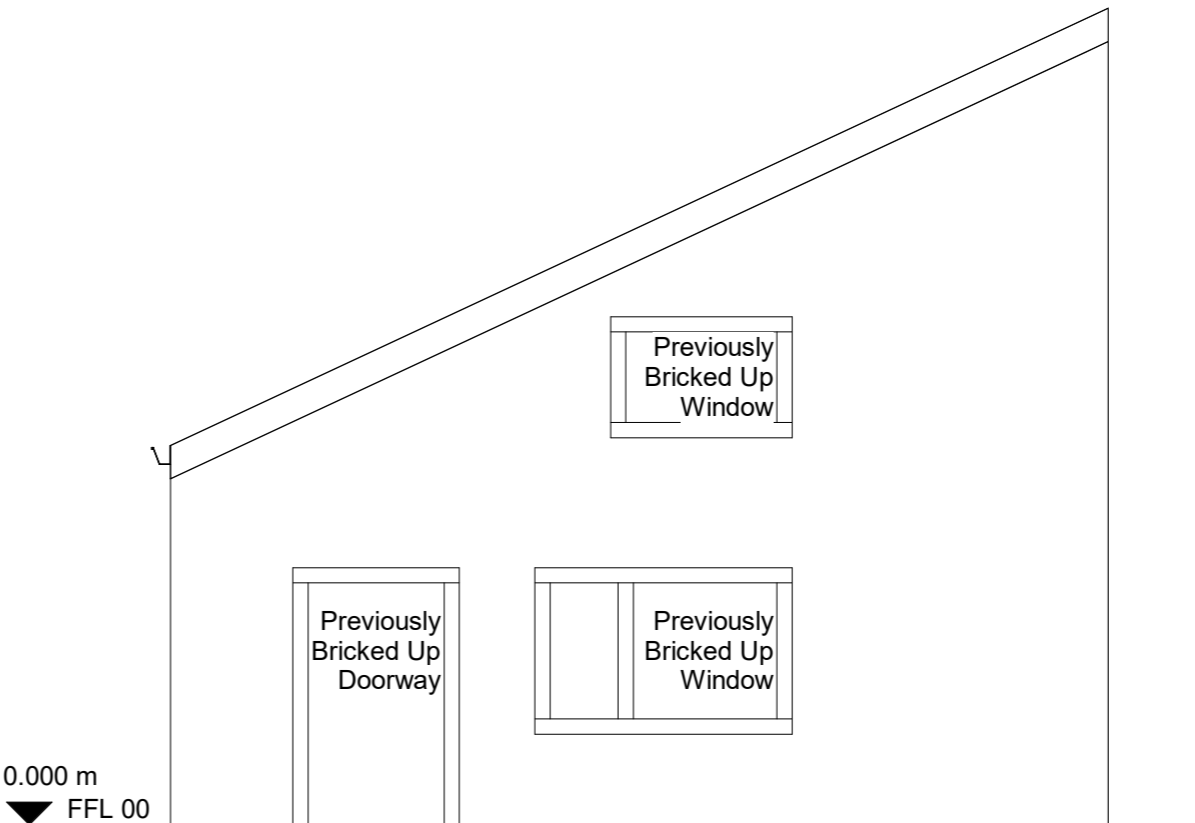 Previously
Bricked Up
Window
Previously
Bricked Up
Doorway
Previously
Bricked Up
Window
0.000 m
FFL 00